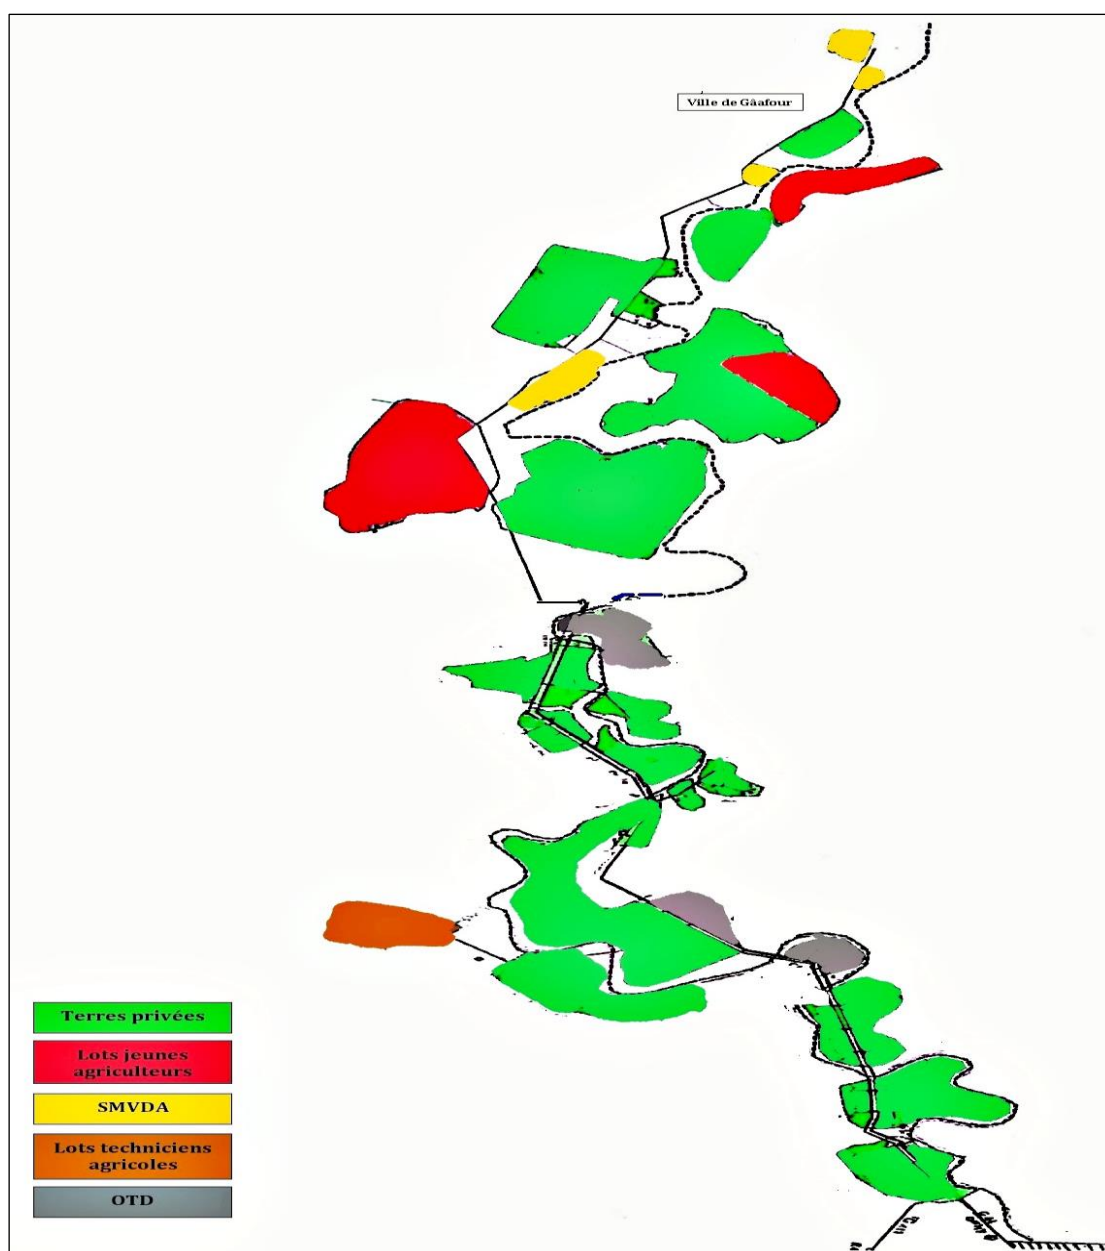 Ville de Gâafour
Terres privées
Lots jeunes
agriculteurs
SMVDA
Lots techniciens
agricoles
OTD